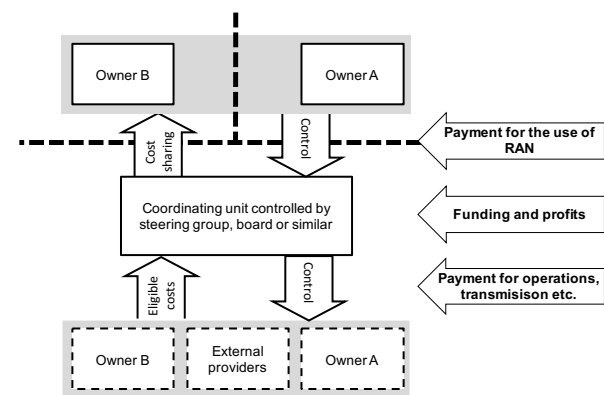 Owner B
Owner A
Cost
sharing
Control
Payment for the use of
RAN
Coordinating unit controlled by
steering group, board or similar
Funding and profits
Eligible
costs
Control
Payment for operations,
transmisison etc.
Owner B
External
providers
Owner A